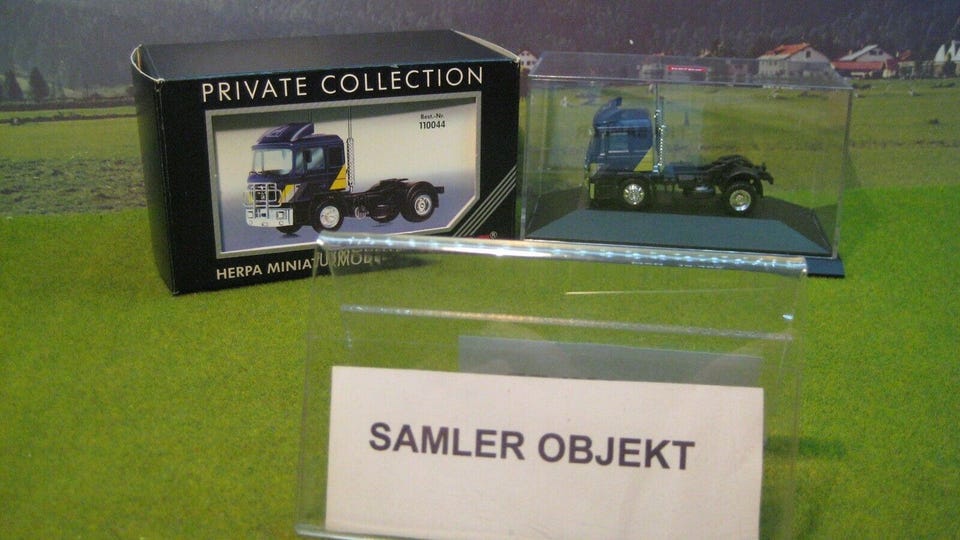 PRIVATE COLLECTION
Best.-Nr.
110044
HERPA MINIATURMODELLE
SAMLER OBJEKT